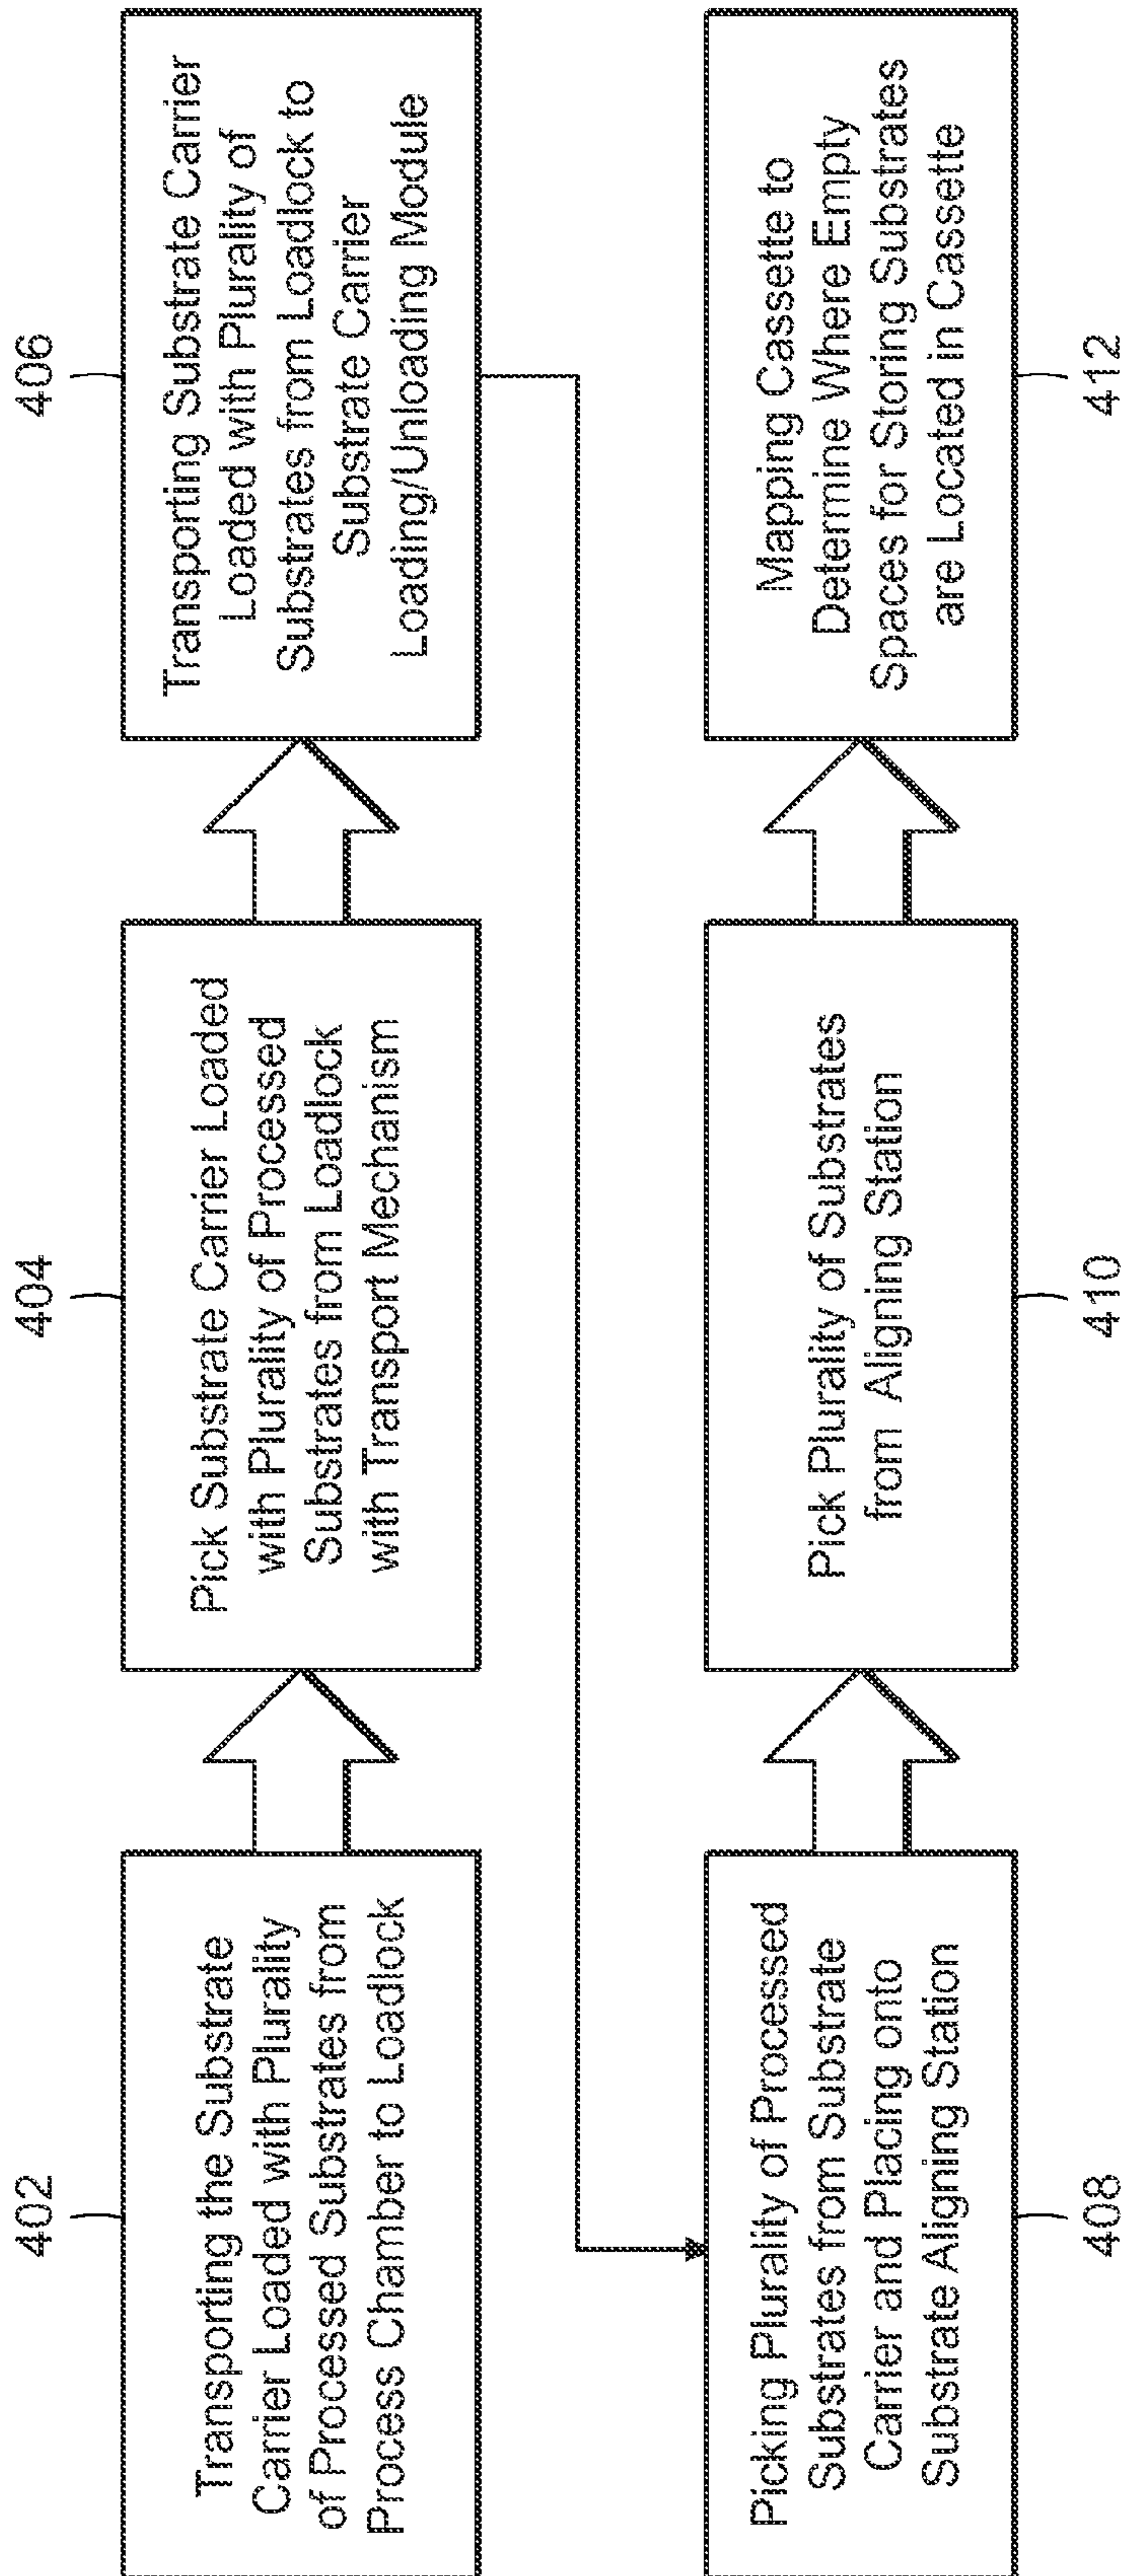 402
Transporting the Substrate
Carrier Loaded with Plurality
of Processed Substrates from
Process Chamber to Loadlock
404
Pick Substrate Carrier Loaded
with Plurality of Processed
Substrates from Loadlock
with Transport Mechanism
406
Transporting Substrate Carrier
Loaded with Plurality of
Substrates from Loadlock to
Substrate Carrier
Loading/Unloading Module
Picking Plurality of Processed
Substrates from Substrate
Carrier and Placing onto
Substrate Aligning Station
408
Pick Plurality of Substrates
from Aligning Station
410
Mapping Cassette to
Determine Where Empty
Spaces for Storing Substrates
are Located in Cassette
412